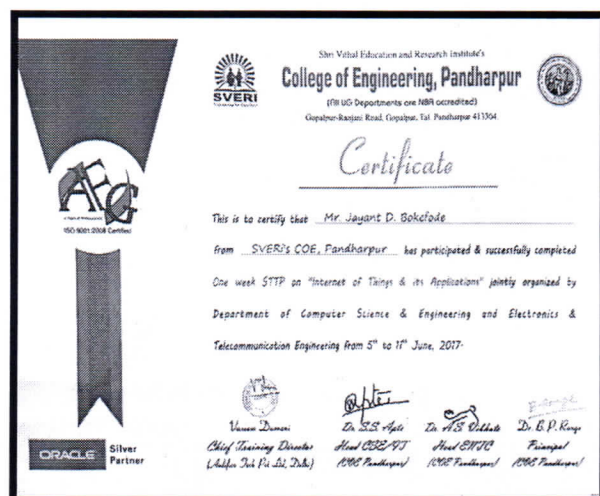 Shri Vithal Education and Research Institute's
College of Engineering, Pandharpur
(All UG Departments are NBA accredited)
Gopalpur-Ranjani Road, Gopalpur, Tal. Pandharpur 413304
SVERI
Certificate
AFG
ISO 9001:2008 Certified
This is to certify that Mr. Jayant D. Bokefode
from SVERI's COE, Pandharpur has participated & successfully completed
One week STTP on "Internet of Things & its Applications" jointly organized by
Department of Computer Science & Engineering and Electronics &
Telecommunication Engineering from 5th to 11th June, 2017.
Dr. S.S. Apte
Dr. B.P. Ronge
Chief Training Director
Head CSE/IT
Head ENTC
Principal
(COE Pandharpur)
(COE Pandharpur)
(COE Pandharpur)
ORACLE
Silver
Partner